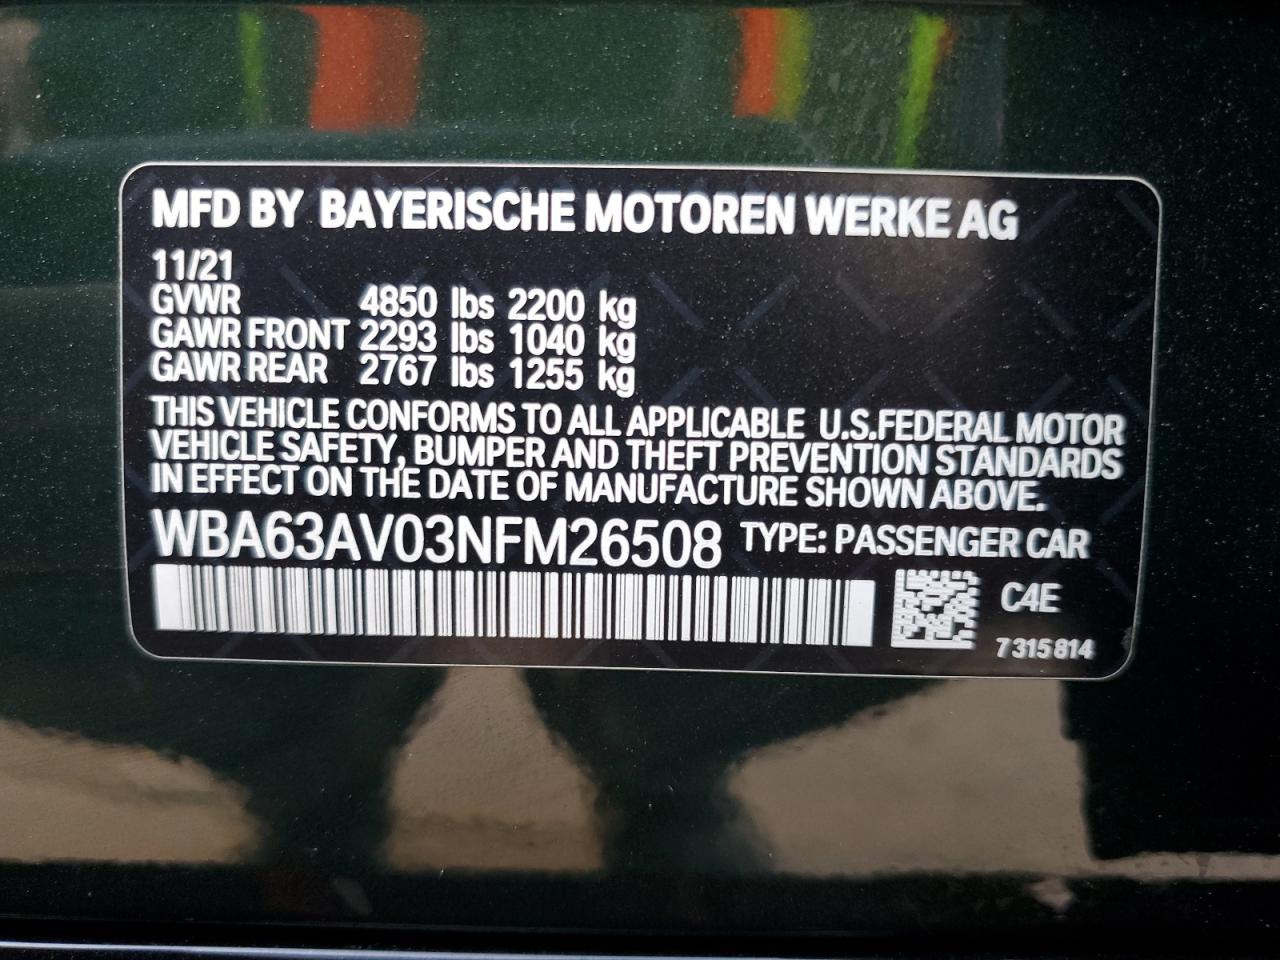 MFD BY BAYERISCHE MOTOREN WERKE AG
11/21
GVWR 4850 lbs 2200 kg
GAWR FRONT 2293 lbs 1040 kg
GAWR REAR 2767 lbs 1255 kg
THIS VEHICLE CONFORMS TO ALL APPLICABLE U.S.FEDERAL MOTOR
VEHICLE SAFETY, BUMPER AND THEFT PREVENTION STANDARDS
IN EFFECT ON THE DATE OF MANUFACTURE SHOWN ABOVE.
WBA63AV03NFM26508 TYPE: PASSENGER CAR
C4E
7 315 814